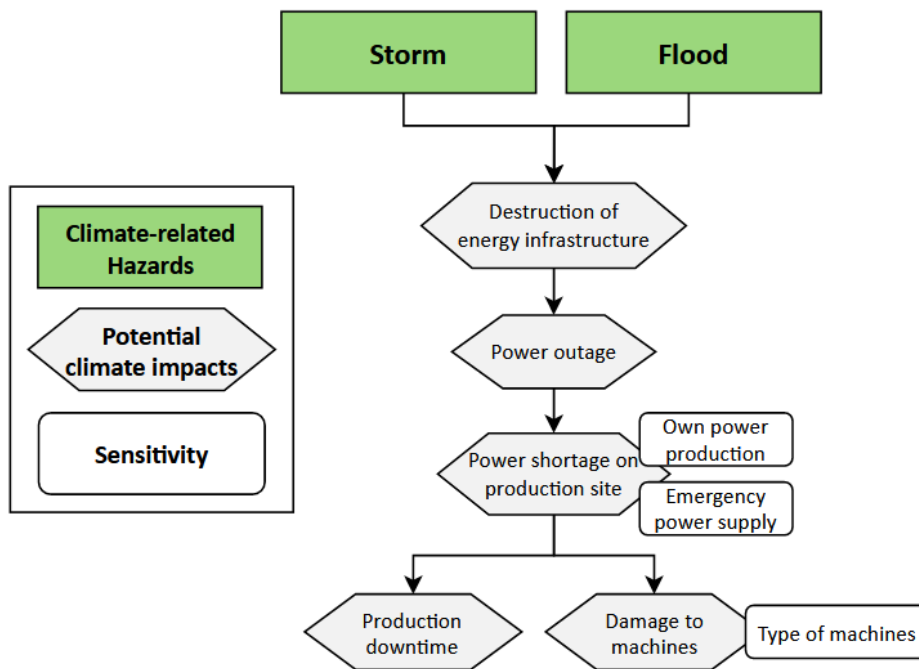 Storm
Flood
Climate-related
Hazards
Potential
climate impacts
Sensitivity
Destruction of
energy infrastructure
Power outage
Power shortage on
production site
Own power
production
Emergency
power supply
Production
downtime
Damage to
machines
Type of machines